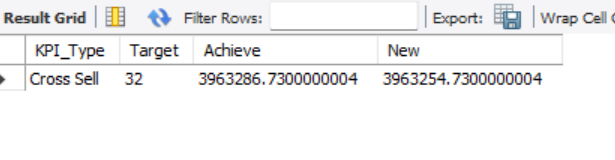 Result Grid Filter Rows: Export: Wrap Cell
KPI_Type Target Achieve New
Cross Sell 32 3963286.7300000004 3963254.7300000004